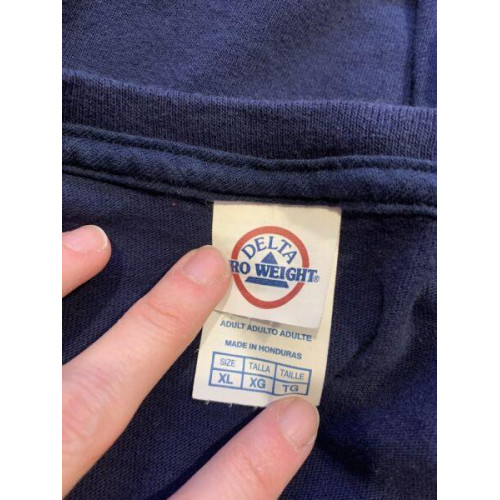 DELTA
RO WEIGHT®
ADULT ADULTO ADULTE
MADE IN HONDURAS
SIZE TALLA TAILLE
XL XG TG